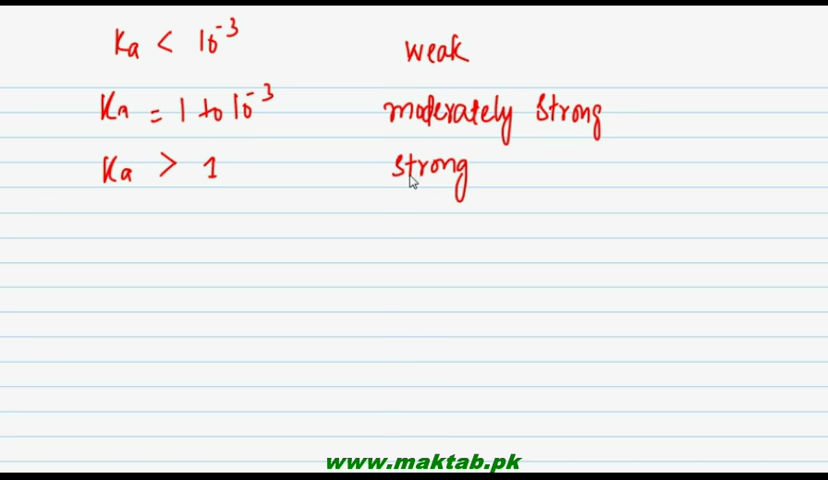 Ka < 10⁻³ weak
Ka = 1 to 10⁻³ moderately strong
Ka > 1 strong
www.maktab.pk